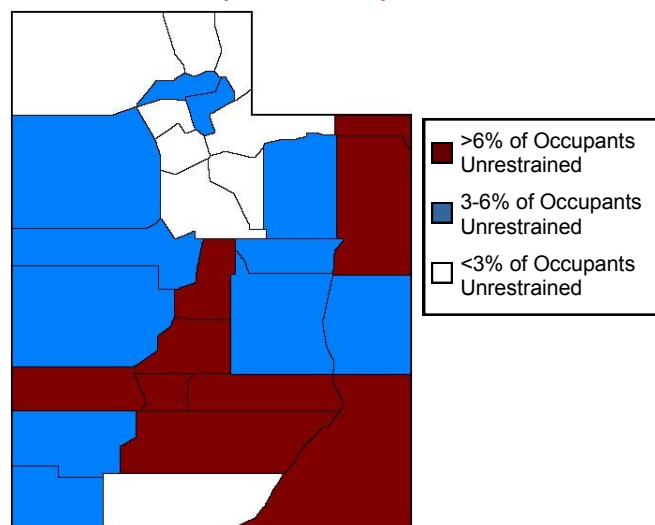 >6% of Occupants
Unrestrained
3-6% of Occupants
Unrestrained
<3% of Occupants
Unrestrained